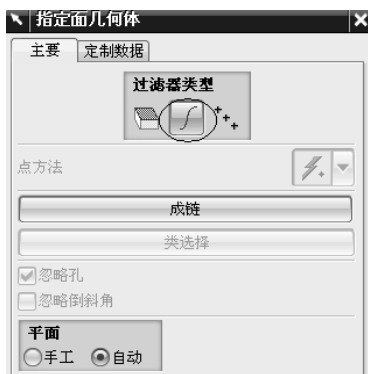 指定面几何体
主要 定制数据
过滤器类型
点方法
成链
类选择
忽略孔
忽略倒斜角
平面
手工 自动